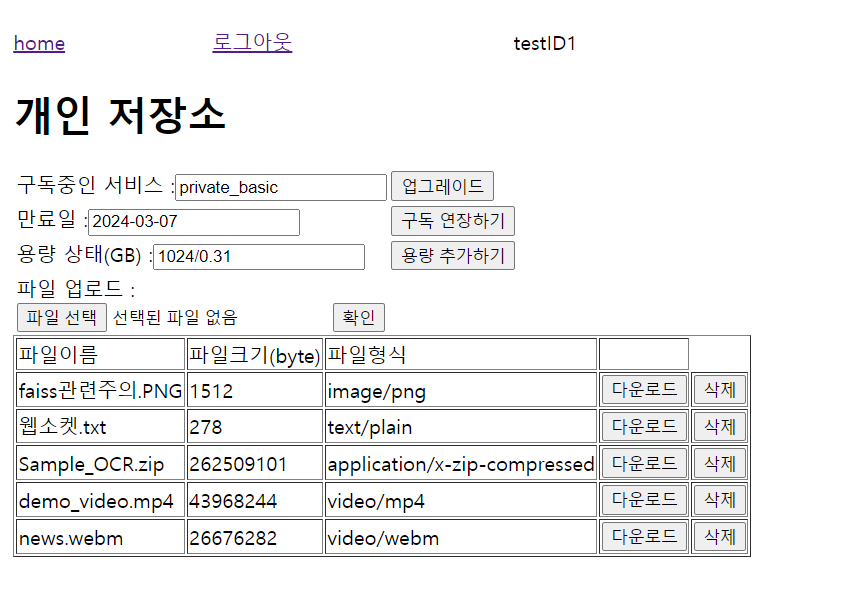 home 로그아웃 testID1
개인 저장소
구독중인 서비스 : private_basic 업그레이드
만료일 : 2024-03-07 구독 연장하기
용량 상태(GB) : 1024/0.31 용량 추가하기
파일 업로드 :
파일 선택 선택된 파일 없음 확인
파일이름 파일크기(byte) 파일형식
faiss관련주의.PNG 1512 image/png 다운로드 삭제
웹소켓.txt 278 text/plain 다운로드 삭제
Sample_OCR.zip 262509101 application/x-zip-compressed 다운로드 삭제
demo_video.mp4 43968244 video/mp4 다운로드 삭제
news.webm 26676282 video/webm 다운로드 삭제